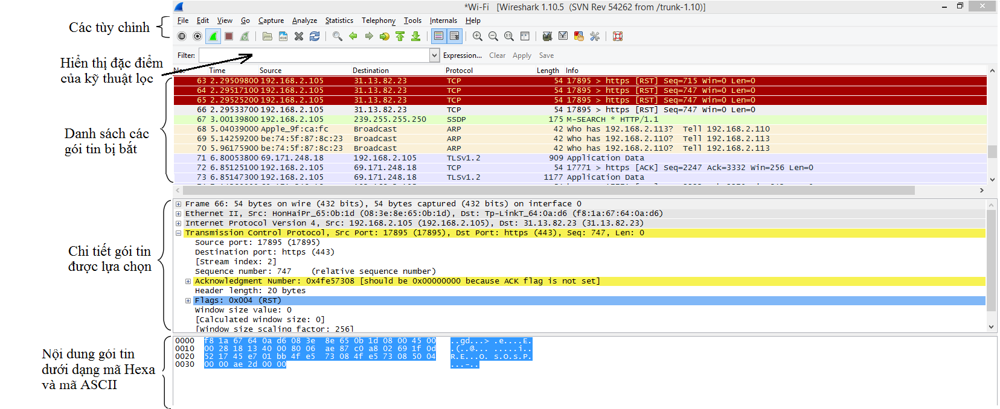 *Wi-Fi [Wireshark 1.10.5 (SVN Rev 54262 from /trunk-1.10)]
Các tùy chỉnh
File Edit View Go Capture Analyze Statistics Telephony Tools Internals Help
Filter: Expression... Clear Apply Save
Hiển thị đặc điểm
của kỹ thuật lọc
No. Time Source Destination Protocol Length Info
63 2.29509800 192.168.2.105 31.13.82.23 TCP 54 17895 > https [RST] Seq=715 Win=0 Len=0
64 2.29517100 192.168.2.105 31.13.82.23 TCP 54 17895 > https [RST] Seq=747 Win=0 Len=0
65 2.29525200 192.168.2.105 31.13.82.23 TCP 54 17895 > https [RST] Seq=747 Win=0 Len=0
66 2.29533700 192.168.2.105 31.13.82.23 TCP 54 17895 > https [RST] Seq=747 Win=0 Len=0
67 3.00139800 192.168.2.105 239.255.255.250 SSDP 175 M-SEARCH * HTTP/1.1
68 5.04039000 Apple_9f:ca:fc Broadcast ARP 42 Who has 192.168.2.113? Tell 192.168.2.110
69 5.14259200 be:74:5f:87:8c:23 Broadcast ARP 42 Who has 192.168.2.110? Tell 192.168.2.113
70 5.96175900 be:74:5f:87:8c:23 Broadcast ARP 42 Who has 192.168.2.110? Tell 192.168.2.113
71 6.80053800 69.171.248.18 192.168.2.105 TLSv1.2 909 Application Data
72 6.85125100 192.168.2.105 69.171.248.18 TCP 54 17771 > https [ACK] Seq=2247 Ack=3332 Win=256 Len=0
73 6.85147300 192.168.2.105 69.171.248.18 TLSv1.2 1177 Application Data
Danh sách các
gói tin bị bắt
Frame 66: 54 bytes on wire (432 bits), 54 bytes captured (432 bits) on interface 0
Ethernet II, Src: HonHaiPr_65:0b:1d (08:3e:8e:65:0b:1d), Dst: Tp-LinkT_64:0a:d6 (f8:1a:67:64:0a:d6)
Internet Protocol Version 4, Src: 192.168.2.105 (192.168.2.105), Dst: 31.13.82.23 (31.13.82.23)
Transmission Control Protocol, Src Port: 17895 (17895), Dst Port: https (443), Seq: 747, Len: 0
Source port: 17895 (17895)
Destination port: https (443)
[Stream index: 2]
Sequence number: 747 (relative sequence number)
Acknowledgment Number: 0x4fe57308 [should be 0x00000000 because ACK flag is not set]
Header length: 20 bytes
Flags: 0x004 (RST)
Window size value: 0
[Calculated window size: 0]
[Window size scaling factor: 256]
Chi tiết gói tin
được lựa chọn
0000 f8 1a 67 64 0a d6 08 3e 8e 65 0b 1d 08 00 45 00 ..gd...> .e....E.
0010 00 28 18 13 40 00 80 06 ae 87 c0 a8 02 69 1f 0d .(..@... .....i..
0020 52 17 45 e7 01 bb 4f e5 73 08 4f e5 73 08 50 04 R.E...O. s.O.s.P.
0030 00 00 ae 2d 00 00 ...-..
Nội dung gói tin
dưới dạng mã Hexa
và mã ASCII